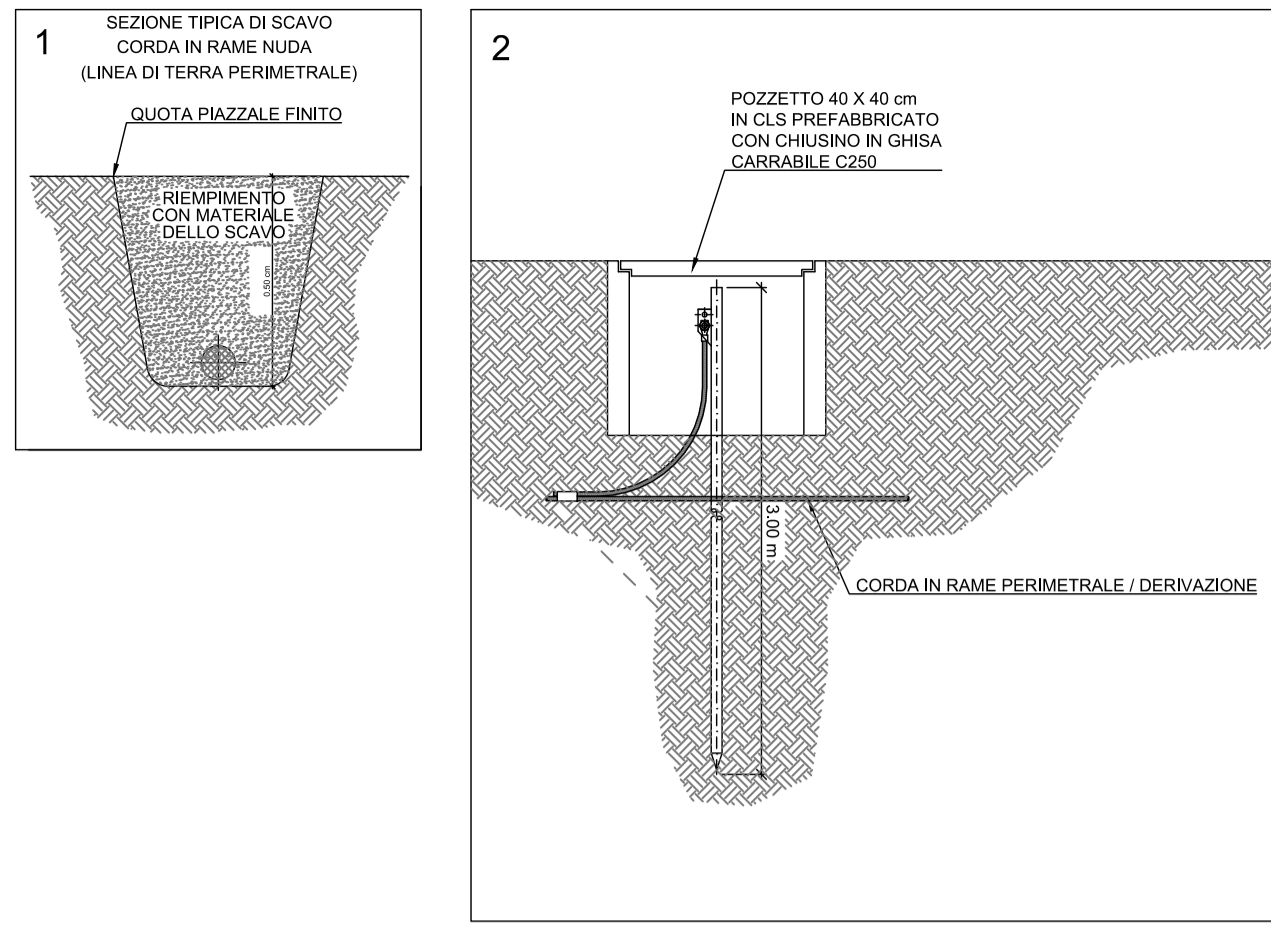 1
SEZIONE TIPICA DI SCAVO
CORDA IN RAME NUDA
(LINEA DI TERRA PERIMETRALE)
QUOTA PIAZZALE FINITO
RIEMPIMENTO
CON MATERIALE
DELLO SCAVO
0.50 cm
2
POZZETTO 40 X 40 cm
IN CLS PREFABBRICATO
CON CHIUSINO IN GHISA
CARRABILE C250
3.00 m
CORDA IN RAME PERIMETRALE / DERIVAZIONE